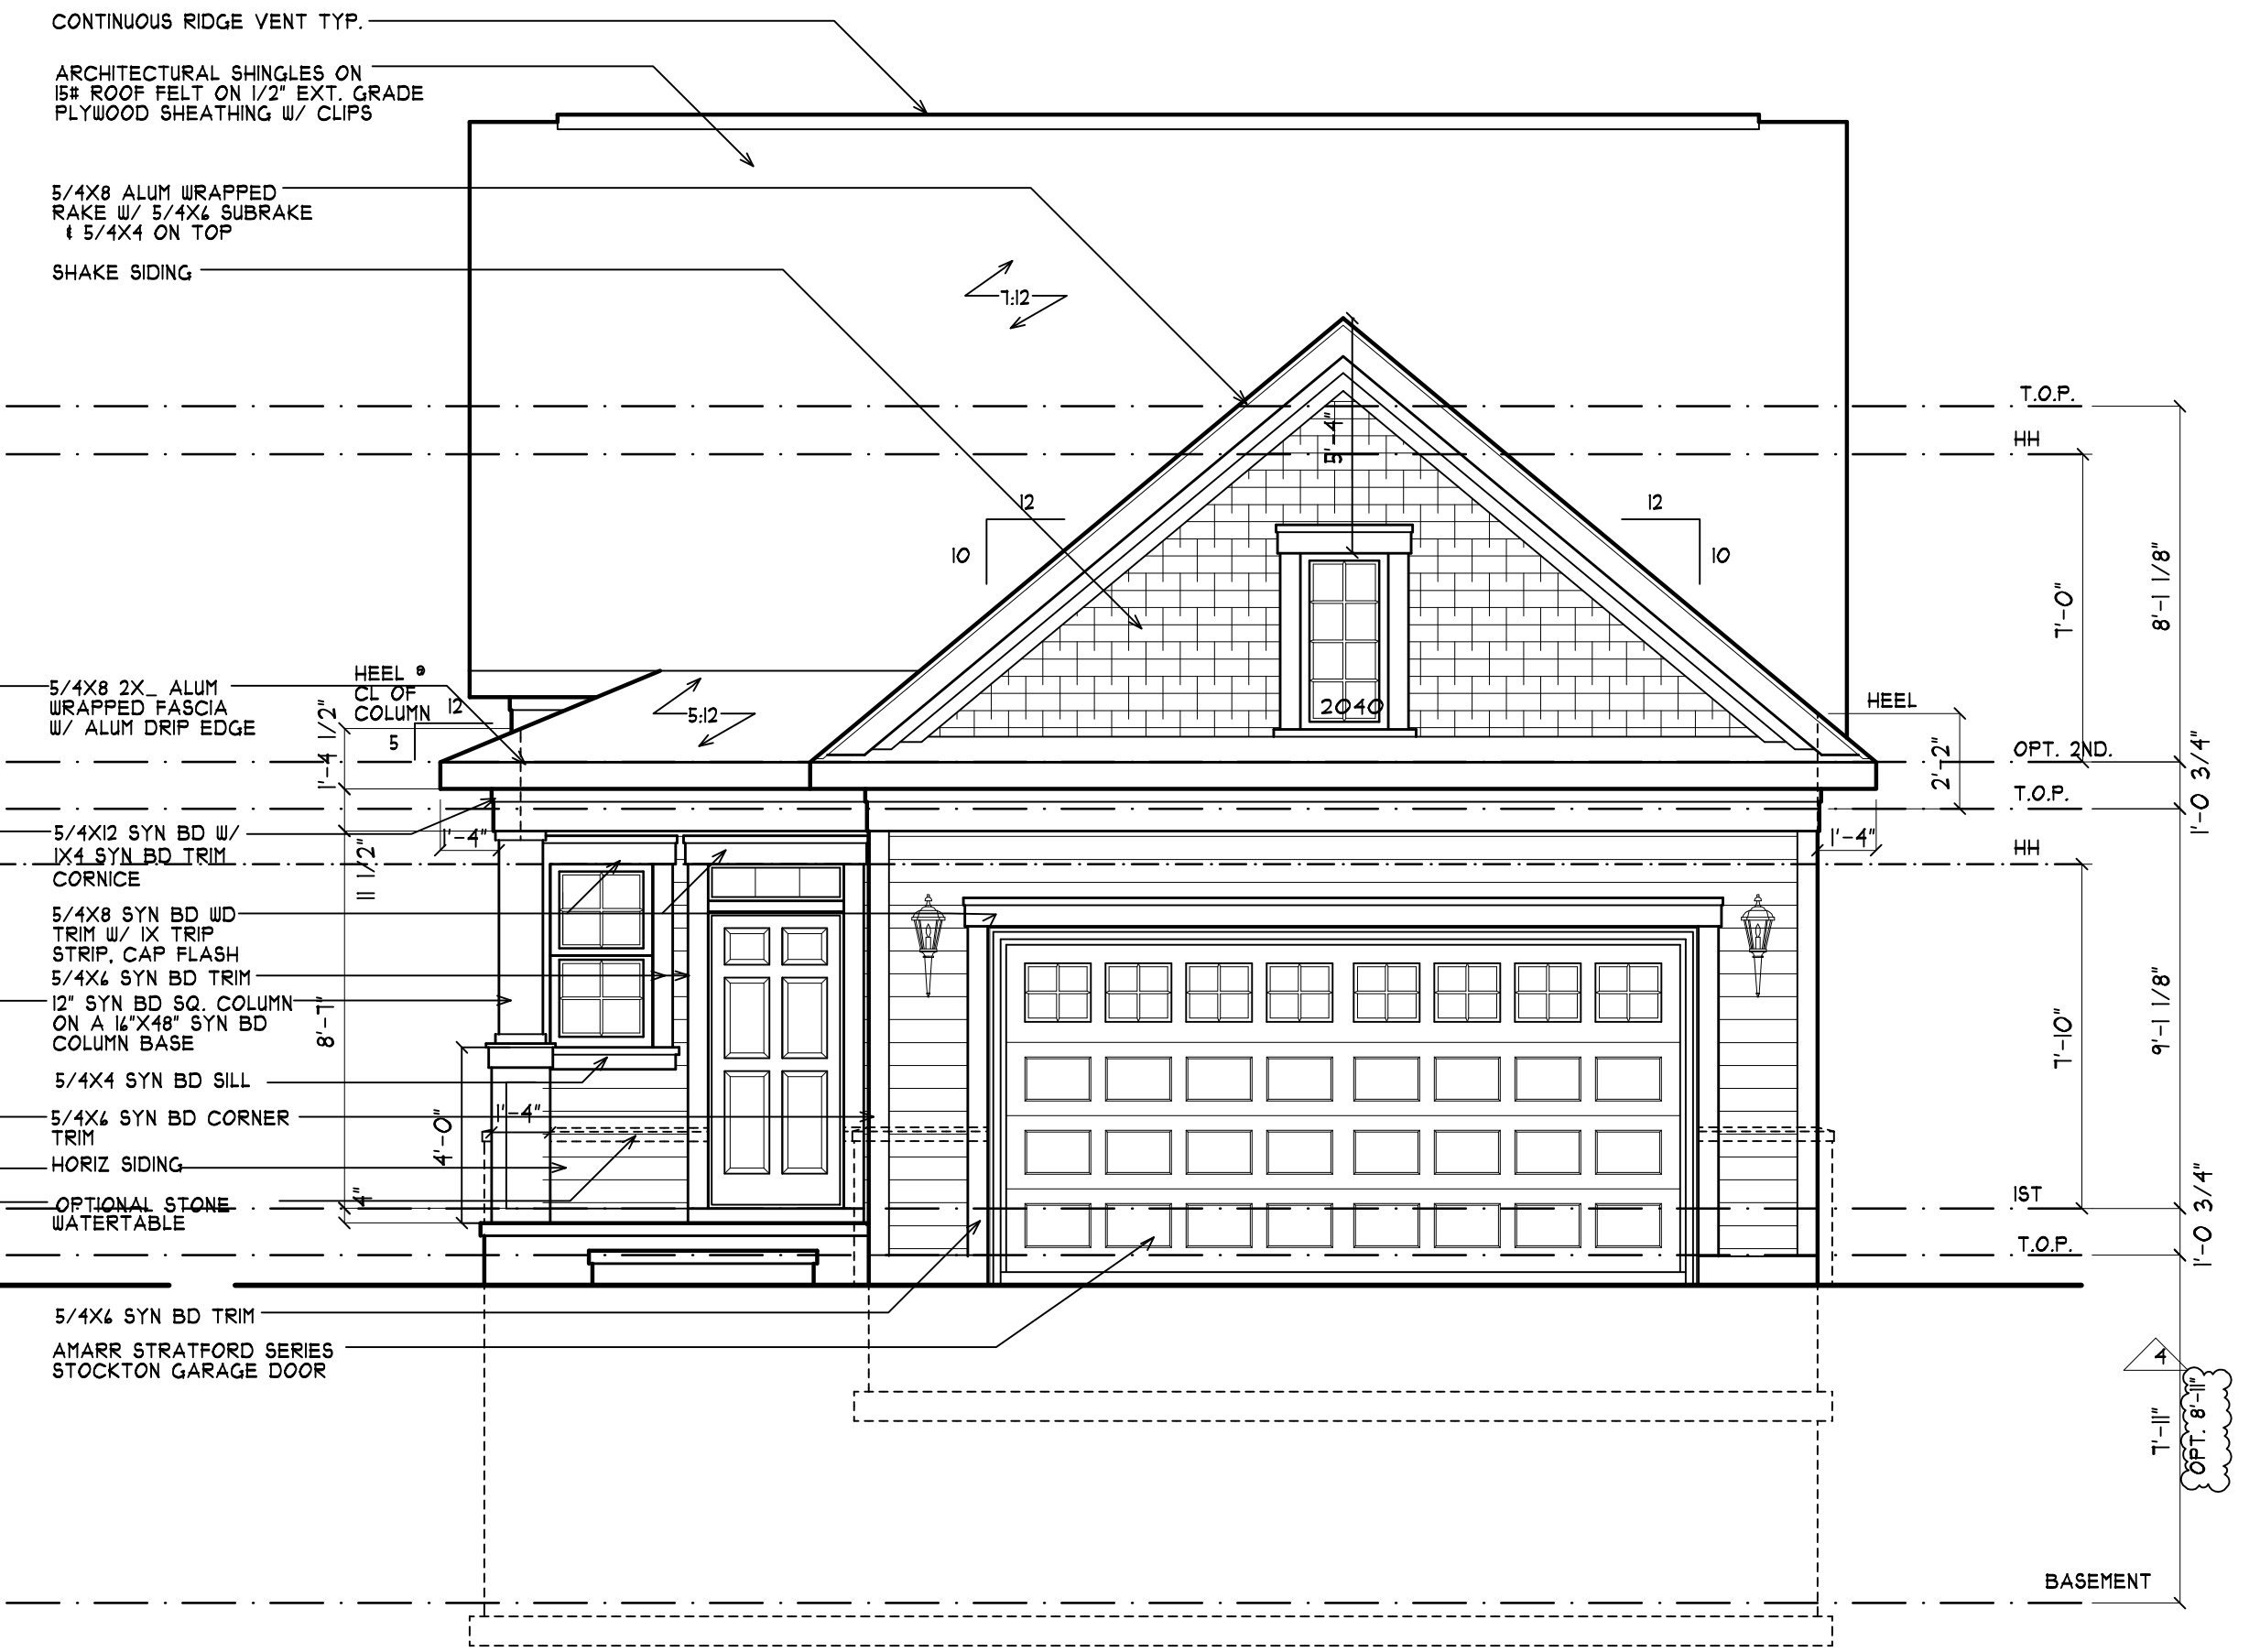 CONTINUOUS RIDGE VENT TYP.
ARCHITECTURAL SHINGLES ON
15# ROOF FELT ON 1/2" EXT. GRADE
PLYWOOD SHEATHING W/ CLIPS
5/4X8 ALUM WRAPPED
RAKE W/ 5/4X6 SUBRAKE
& 5/4X4 ON TOP
SHAKE SIDING
7:12
T.O.P.
HH
5'-4"
12
10
12
10
8'-1 1/8"
7'-0"
2040
5/4X8 2X_ ALUM
WRAPPED FASCIA
W/ ALUM DRIP EDGE
HEEL @
CL OF
COLUMN
12
5
5:12
1'-4 1/2"
HEEL
2'-2"
OPT. 2ND.
1'-0 3/4"
T.O.P.
5/4X12 SYN BD W/
1X4 SYN BD TRIM
CORNICE
1'-4"
1'-4"
11 1/2"
HH
5/4X8 SYN BD WD
TRIM W/ 1X TRIP
STRIP, CAP FLASH
5/4X6 SYN BD TRIM
12" SYN BD SQ. COLUMN
ON A 16"X48" SYN BD
COLUMN BASE
8'-7"
7'-10"
9'-1 1/8"
5/4X4 SYN BD SILL
5/4X6 SYN BD CORNER
TRIM
1'-4"
4'-0"
HORIZ SIDING
4"
OPTIONAL STONE
WATERTABLE
1ST
1'-0 3/4"
T.O.P.
5/4X6 SYN BD TRIM
AMARR STRATFORD SERIES
STOCKTON GARAGE DOOR
4
7'-11"
OPT. 8'-11"
BASEMENT